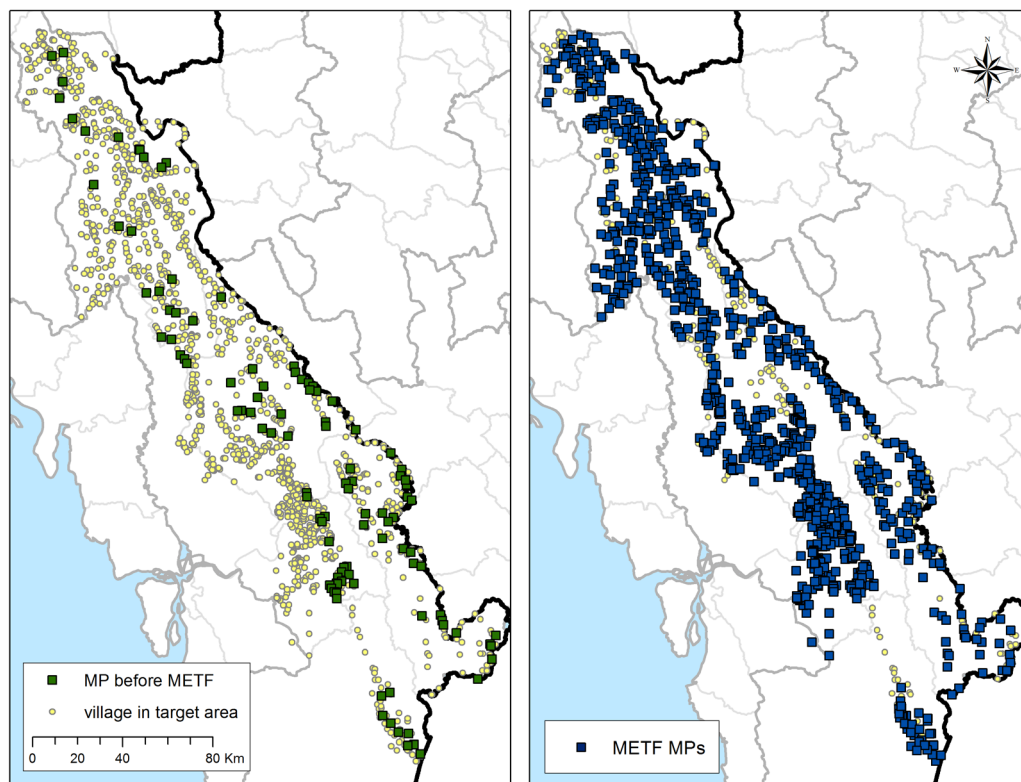 N
W E
S
MP before METF
village in target area
0 20 40 80 Km
METF MPs